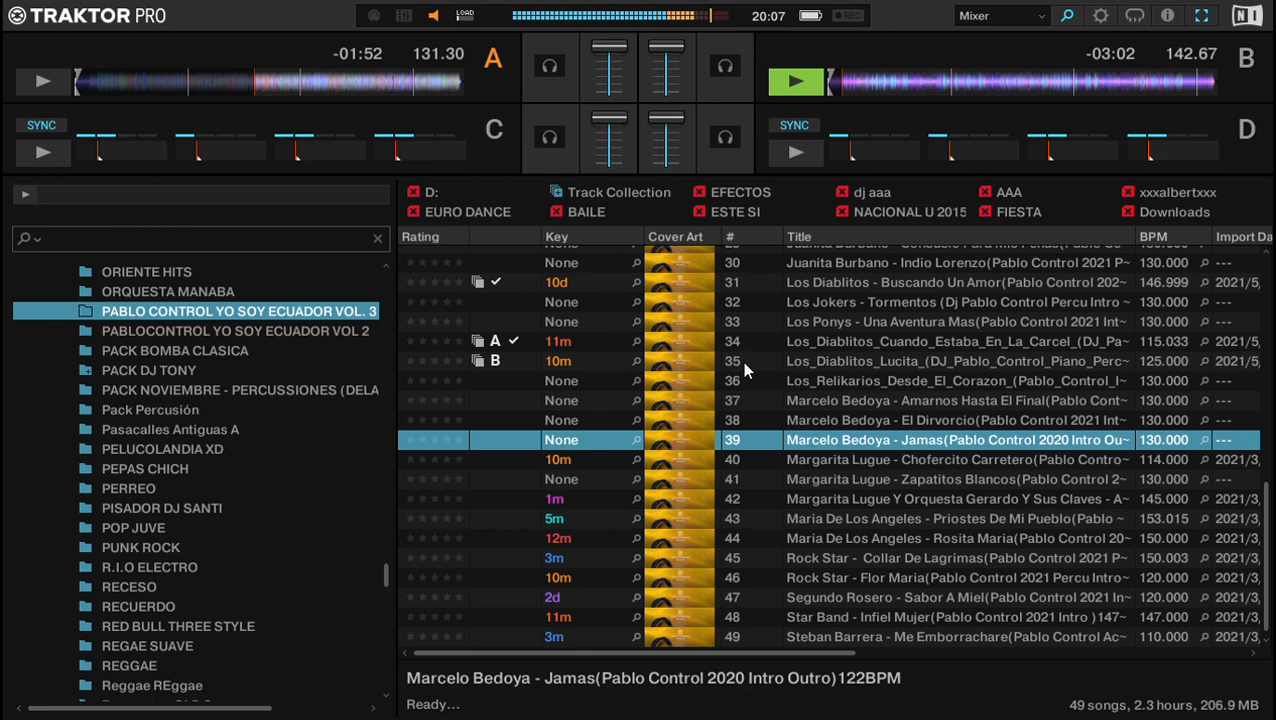 TRAKTOR PRO
LOAD
20:07
REC
Mixer
NI
-01:52 131.30 A
-03:02 142.67 B
SYNC
C
SYNC
D
D: Track Collection EFECTOS dj aaa AAA xxxalbertxxx
EURO DANCE BAILE ESTE SI NACIONAL U 2015 FIESTA Downloads
Rating Key Cover Art # Title BPM Import Da
None 30 Juanita Burbano - Indio Lorenzo(Pablo Control 2021 P~ 130.000 ---
10d 31 Los Diablitos - Buscando Un Amor(Pablo Control 2021 ~ 146.999 2021/5,
None 32 Los Jokers - Tormentos (Dj Pablo Control Percu Intro ~ 130.000 ---
None 33 Los Ponys - Una Aventura Mas(Pablo Control 2021 In~ 130.000 ---
A 11m 34 Los_Diablitos_Cuando_Estaba_En_La_Carcel_(DJ_Pa~ 115.033 2021/5,
B 10m 35 Los_Diablitos_Lucita_(DJ_Pablo_Control_Piano_ 125.00 2021/5,
None 36 Los_Relikarios_Desde_El_Corazon_(Pablo_Control_I~ 130.000 ---
None 37 Marcelo Bedoya - Amarnos Hasta El Final(Pablo Contr~ 130.000 ---
None 38 Marcelo Bedoya - El Dirvorcio(Pablo Control 2021 Int~ 130.000 ---
None 39 Marcelo Bedoya - Jamas(Pablo Control 2020 Intro Ou~ 130.000 ---
10m 40 Margarita Lugue - Chofercito Carretero(Pablo Contro~ 114.000 2021/3,
None 41 Margarita Lugue - Zapatitos Blancos(Pablo Control 2~ 130.000 ---
1m 42 Margarita Lugue Y Orquesta Gerardo Y Sus Claves - A~ 145.000 2021/3,
5m 43 Maria De Los Angeles - Priostes De Mi Pueblo(Pablo ~ 153.015 2021/3,
12m 44 Maria De Los Angeles - Rosita Maria(Pablo Control 20~ 150.000 2021/3,
3m 45 Rock Star - Collar De Lagrimas(Pablo Control 2021 In~ 150.003 2021/3,
10m 46 Rock Star - Flor Maria(Pablo Control 2021 Percu Intr~ 120.000 2021/3,
2d 47 Segundo Rosero - Sabor A Miel(Pablo Control 2021 In~ 120.000 2021/3,
11m 48 Star Band - Infiel Mujer(Pablo Control 2021 Intro )147~ 147.000 2021/3,
3m 49 Steban Barrera - Me Emborrachare(Pablo Control Ac~ 110.000 2021/3,
ORIENTE HITS
ORQUESTA MANABA
PABLO CONTROL YO SOY ECUADOR VOL. 3
PABLOCONTROL YO SOY ECUADOR VOL 2
PACK BOMBA CLASICA
PACK DJ TONY
PACK NOVIEMBRE - PERCUSSIONES (DELA
Pack Percusión
Pasacalles Antiguas A
PELUCOLANDIA XD
PEPAS CHICH
PERREO
PISADOR DJ SANTI
POP JUVE
PUNK ROCK
R.I.O ELECTRO
RECESO
RECUERDO
RED BULL THREE STYLE
REGAE SUAVE
REGGAE
Reggae REggae
Marcelo Bedoya - Jamas(Pablo Control 2020 Intro Outro)122BPM
Ready...
49 songs, 2.3 hours, 206.9 MB